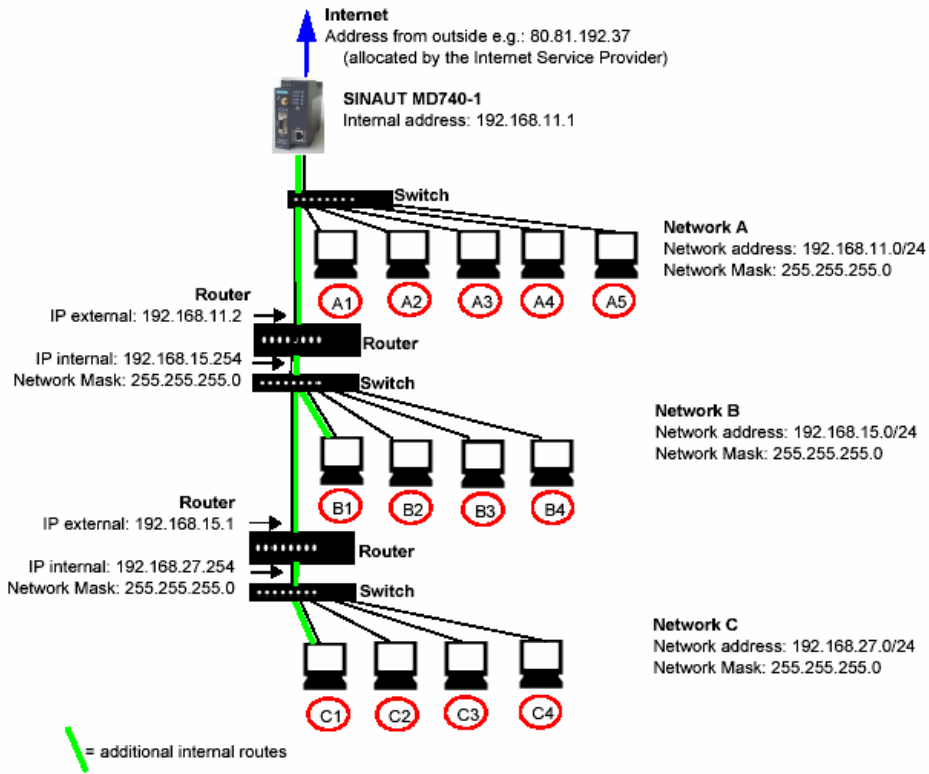 Internet
Address from outside e.g.: 80.81.192.37
(allocated by the Internet Service Provider)
SINAUT MD740-1
Internal address: 192.168.11.1
Switch
Network A
Network address: 192.168.11.0/24
Network Mask: 255.255.255.0
A1
A2
A3
A4
A5
Router
IP external: 192.168.11.2
Router
IP internal: 192.168.15.254
Network Mask: 255.255.255.0
Switch
Network B
Network address: 192.168.15.0/24
Network Mask: 255.255.255.0
B1
B2
B3
B4
Router
IP external: 192.168.15.1
Router
IP internal: 192.168.27.254
Network Mask: 255.255.255.0
Switch
Network C
Network address: 192.168.27.0/24
Network Mask: 255.255.255.0
C1
C2
C3
C4
= additional internal routes